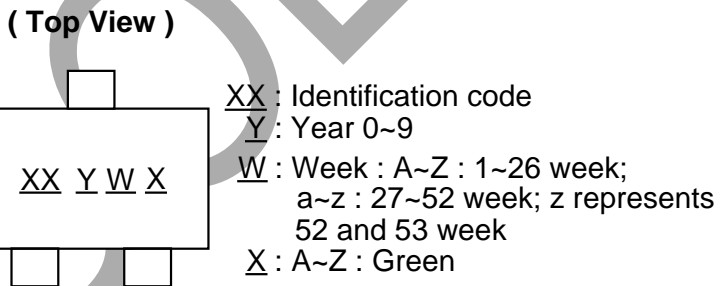 ( Top View )
XX : Identification code
Y : Year 0~9
XX Y W X
W : Week : A~Z : 1~26 week;
a~z : 27~52 week; z represents
52 and 53 week
X : A~Z : Green